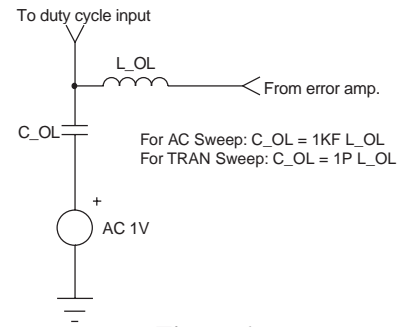 To duty cycle input
L_OL
From error amp.
C_OL
For AC Sweep: C_OL = 1KF L_OL
For TRAN Sweep: C_OL = 1P L_OL
+
AC 1V